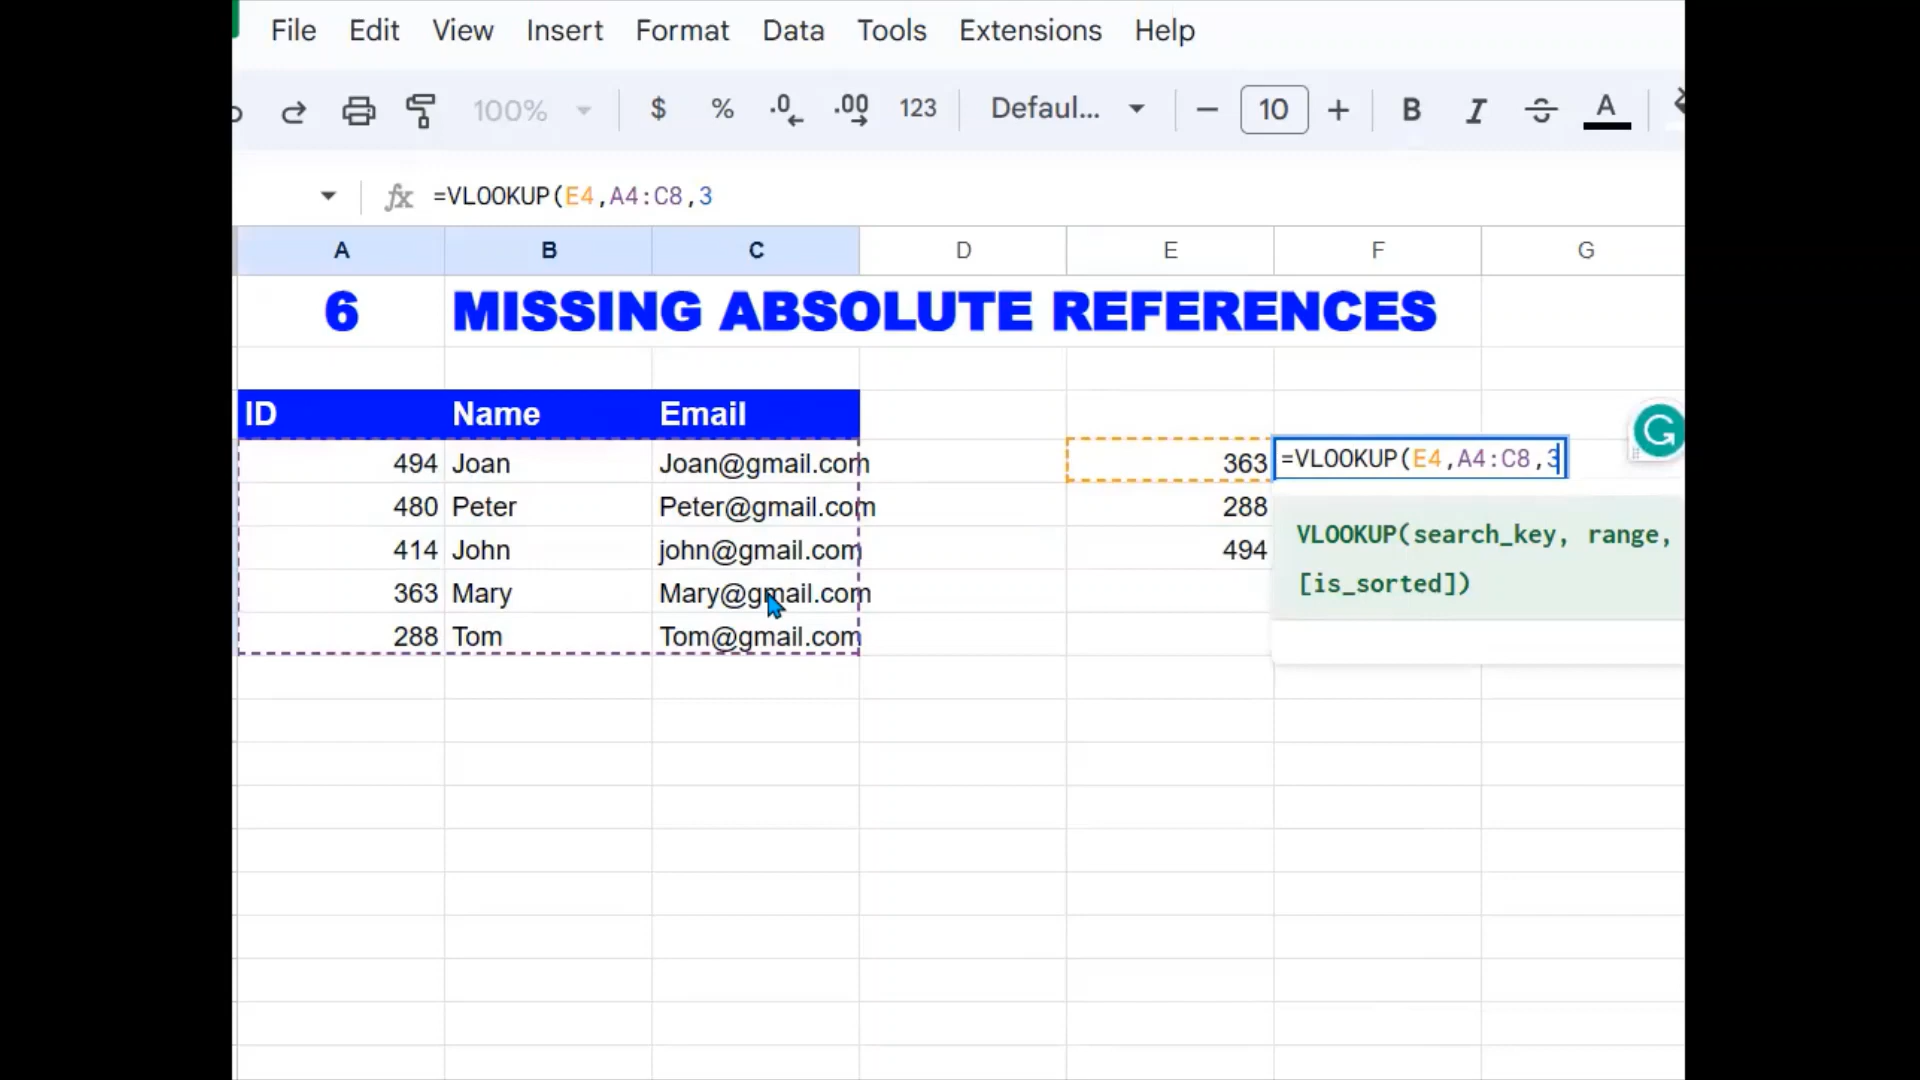 File Edit View Insert Format Data Tools Extensions Help
100% $ % .0 .00 123 Defaul... − 10 + B I S A
fx =VLOOKUP(E4,A4:C8,3
A B C D E F G
6 MISSING ABSOLUTE REFERENCES
ID Name Email
494 Joan Joan@gmail.com 363 =VLOOKUP(E4,A4:C8,3
480 Peter Peter@gmail.com 288
VLOOKUP(search_key, range,
414 John john@gmail.com 494
[is_sorted])
363 Mary Mary@gmail.com
288 Tom Tom@gmail.com